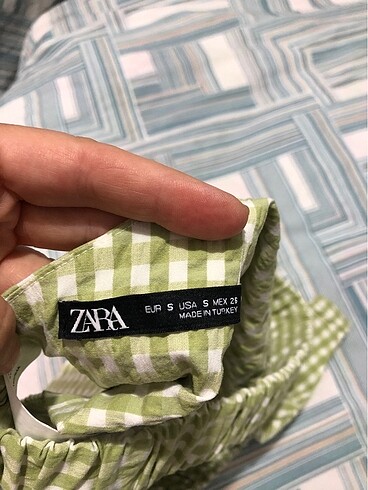 ZARA
EUR S USA S MEX 26
MADE IN TURKEY